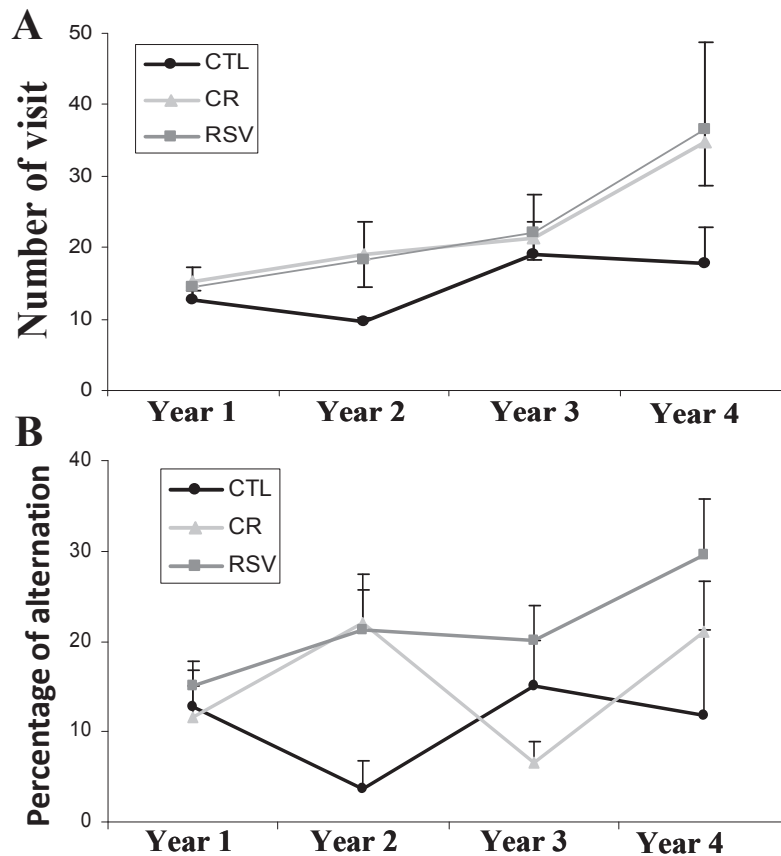 A
Number of visit
50
40
30
20
10
0
CTL
CR
RSV
Year 1 Year 2 Year 3 Year 4
B
Percentage of alternation
40
30
20
10
0
CTL
CR
RSV
Year 1 Year 2 Year 3 Year 4